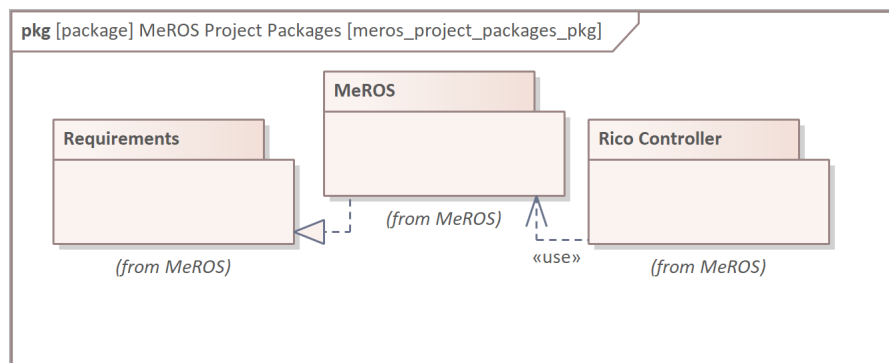 pkg [package] MeROS Project Packages [meros_project_packages_pkg]
MeROS
Requirements
Rico Controller
(from MeROS)
«use»
(from MeROS)
(from MeROS)